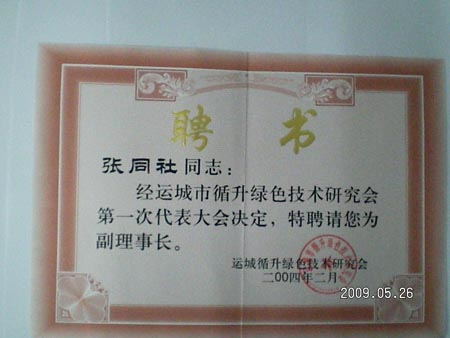 聘 书
张同社同志：
经运城市循升绿色技术研究会
第一次代表大会决定，特聘请您为
副理事长。
运城循升绿色技术研究会
二00四年二月
2009.05.26